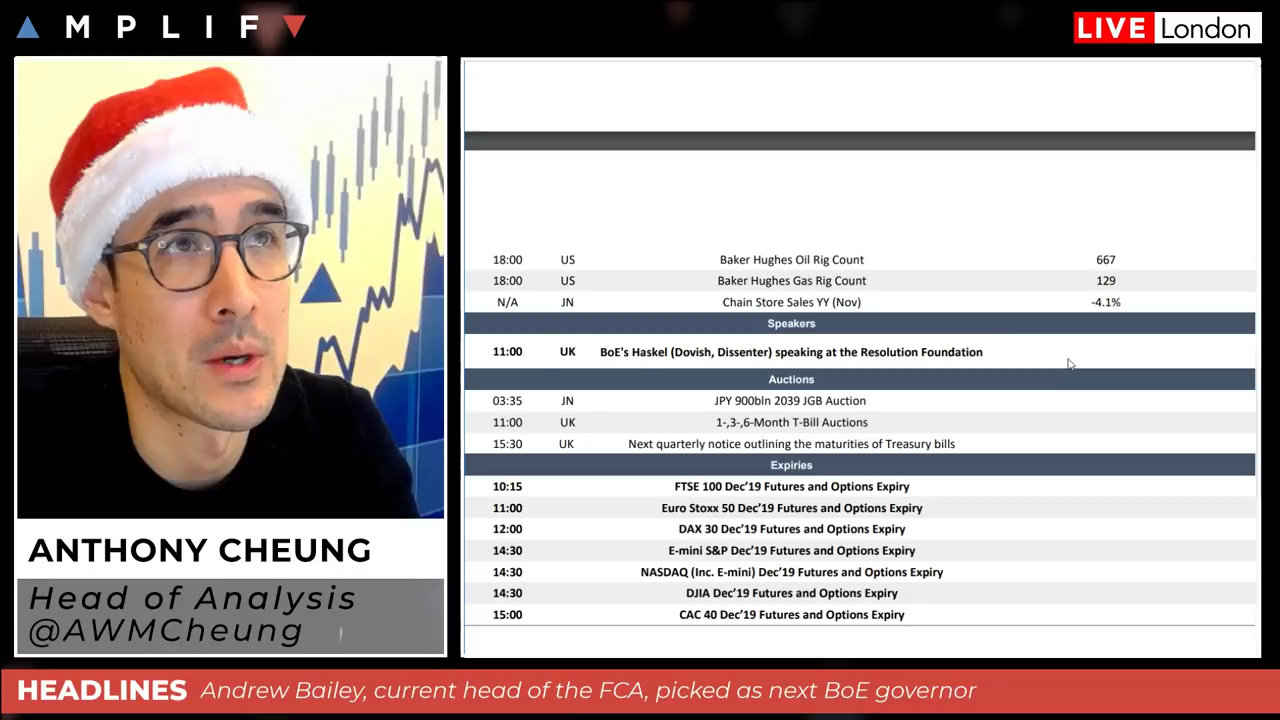 AMPLIFY
LIVE London
18:00 US Baker Hughes Oil Rig Count 667
18:00 US Baker Hughes Gas Rig Count 129
N/A JN Chain Store Sales YY (Nov) -4.1%
Speakers
11:00 UK BoE's Haskel (Dovish, Dissenter) speaking at the Resolution Foundation
Auctions
03:35 JN JPY 900bln 2039 JGB Auction
11:00 UK 1-,3-,6-Month T-Bill Auctions
15:30 UK Next quarterly notice outlining the maturities of Treasury bills
Expiries
10:15 FTSE 100 Dec'19 Futures and Options Expiry
11:00 Euro Stoxx 50 Dec'19 Futures and Options Expiry
12:00 DAX 30 Dec'19 Futures and Options Expiry
14:30 E-mini S&P Dec'19 Futures and Options Expiry
14:30 NASDAQ (Inc. E-mini) Dec'19 Futures and Options Expiry
14:30 DJIA Dec'19 Futures and Options Expiry
15:00 CAC 40 Dec'19 Futures and Options Expiry
ANTHONY CHEUNG
Head of Analysis
@AWMCheung
HEADLINES Andrew Bailey, current head of the FCA, picked as next BoE governor